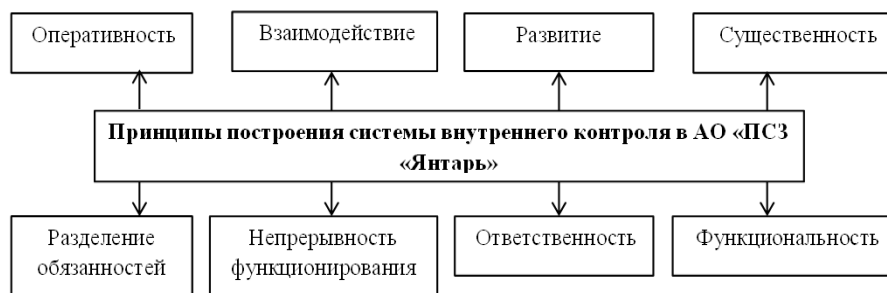 Оперативность
Взаимодействие
Развитие
Существенность
Принципы построения системы внутреннего контроля в АО «ПСЗ
«Янтарь»
Разделение
обязанностей
Непрерывность
функционирования
Ответственность
Функциональность